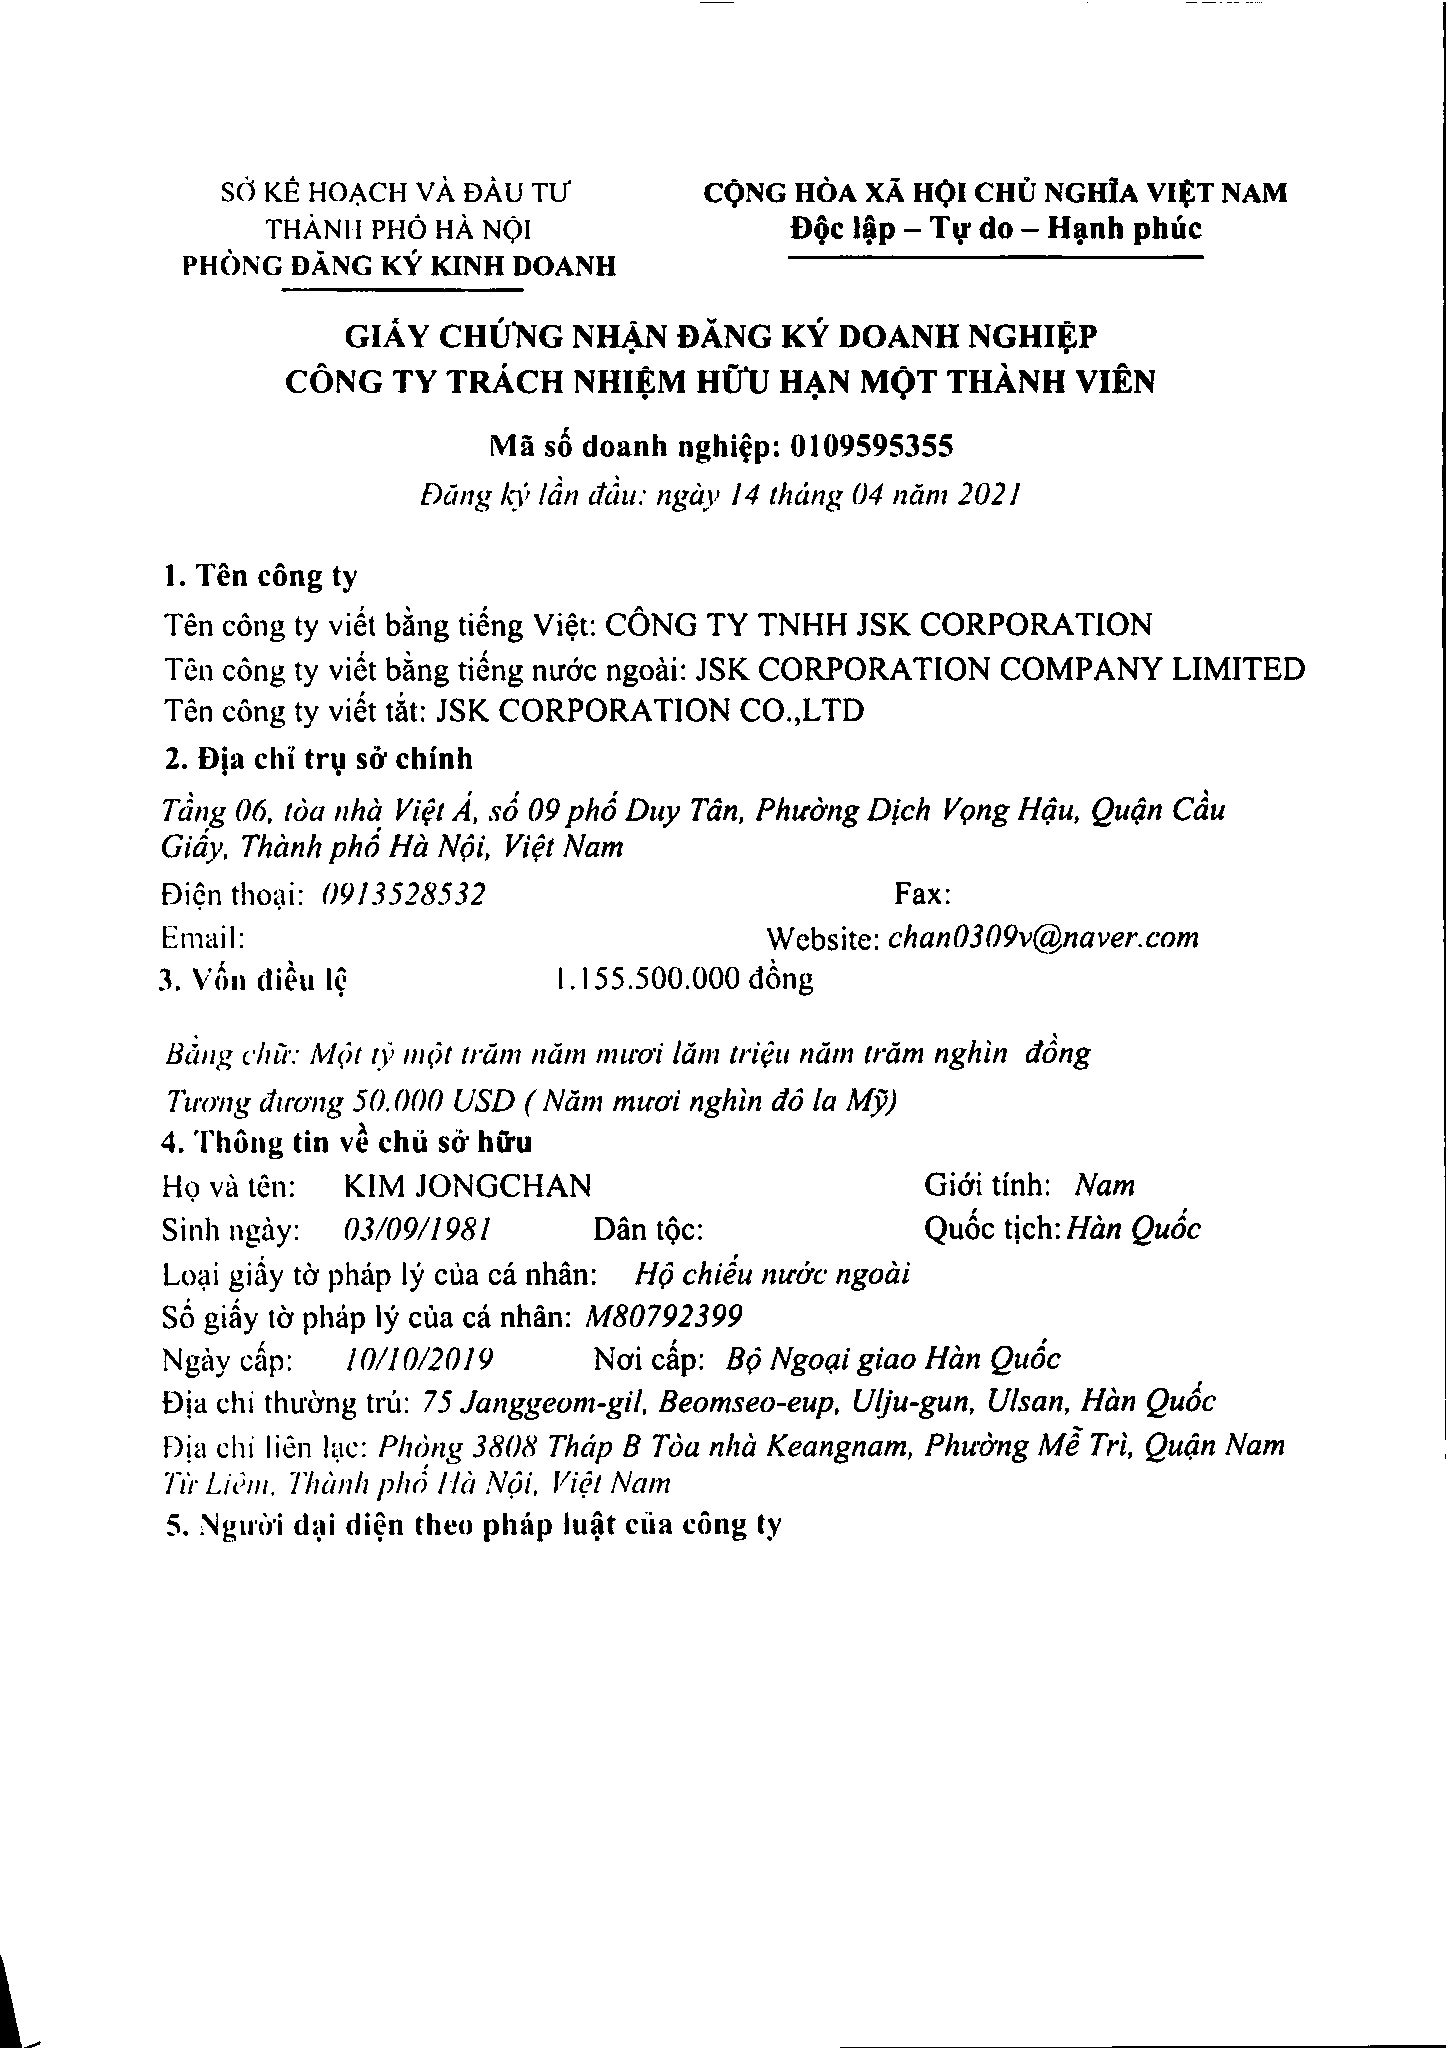 SỞ KẾ HOẠCH VÀ ĐẦU TƯ
THÀNH PHỐ HÀ NỘI
PHÒNG ĐĂNG KÝ KINH DOANH
CỘNG HÒA XÃ HỘI CHỦ NGHĨA VIỆT NAM
Độc lập – Tự do – Hạnh phúc
GIẤY CHỨNG NHẬN ĐĂNG KÝ DOANH NGHIỆP
CÔNG TY TRÁCH NHIỆM HỮU HẠN MỘT THÀNH VIÊN
Mã số doanh nghiệp: 0109595355
Đăng ký lần đầu: ngày 14 tháng 04 năm 2021
1. Tên công ty
Tên công ty viết bằng tiếng Việt: CÔNG TY TNHH JSK CORPORATION
Tên công ty viết bằng tiếng nước ngoài: JSK CORPORATION COMPANY LIMITED
Tên công ty viết tắt: JSK CORPORATION CO.,LTD
2. Địa chỉ trụ sở chính
Tầng 06, tòa nhà Việt Á, số 09 phố Duy Tân, Phường Dịch Vọng Hậu, Quận Cầu
Giấy, Thành phố Hà Nội, Việt Nam
Điện thoại: 0913528532 Fax:
Email: Website: chan0309v@naver.com
3. Vốn điều lệ 1.155.500.000 đồng
Bằng chữ: Một tỷ một trăm năm mươi lăm triệu năm trăm nghìn đồng
Tương đương 50.000 USD ( Năm mươi nghìn đô la Mỹ)
4. Thông tin về chủ sở hữu
Họ và tên: KIM JONGCHAN Giới tính: Nam
Sinh ngày: 03/09/1981 Dân tộc: Quốc tịch: Hàn Quốc
Loại giấy tờ pháp lý của cá nhân: Hộ chiếu nước ngoài
Số giấy tờ pháp lý của cá nhân: M80792399
Ngày cấp: 10/10/2019 Nơi cấp: Bộ Ngoại giao Hàn Quốc
Địa chỉ thường trú: 75 Janggeom-gil, Beomseo-eup, Ulju-gun, Ulsan, Hàn Quốc
Địa chỉ liên lạc: Phòng 3808 Tháp B Tòa nhà Keangnam, Phường Mễ Trì, Quận Nam
Từ Liêm, Thành phố Hà Nội, Việt Nam
5. Người đại diện theo pháp luật của công ty